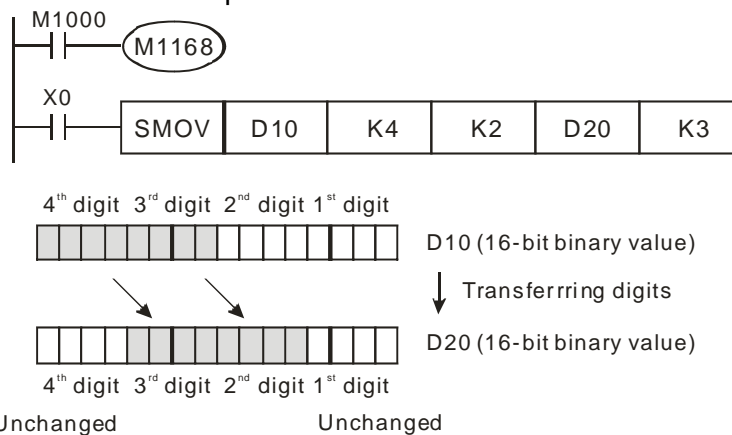 M1000
M1168
X0
SMOV D10 K4 K2 D20 K3
4th digit 3rd digit 2nd digit 1st digit
D10 (16-bit binary value)
Transferrring digits
D20 (16-bit binary value)
4th digit 3rd digit 2nd digit 1st digit
Unchanged Unchanged